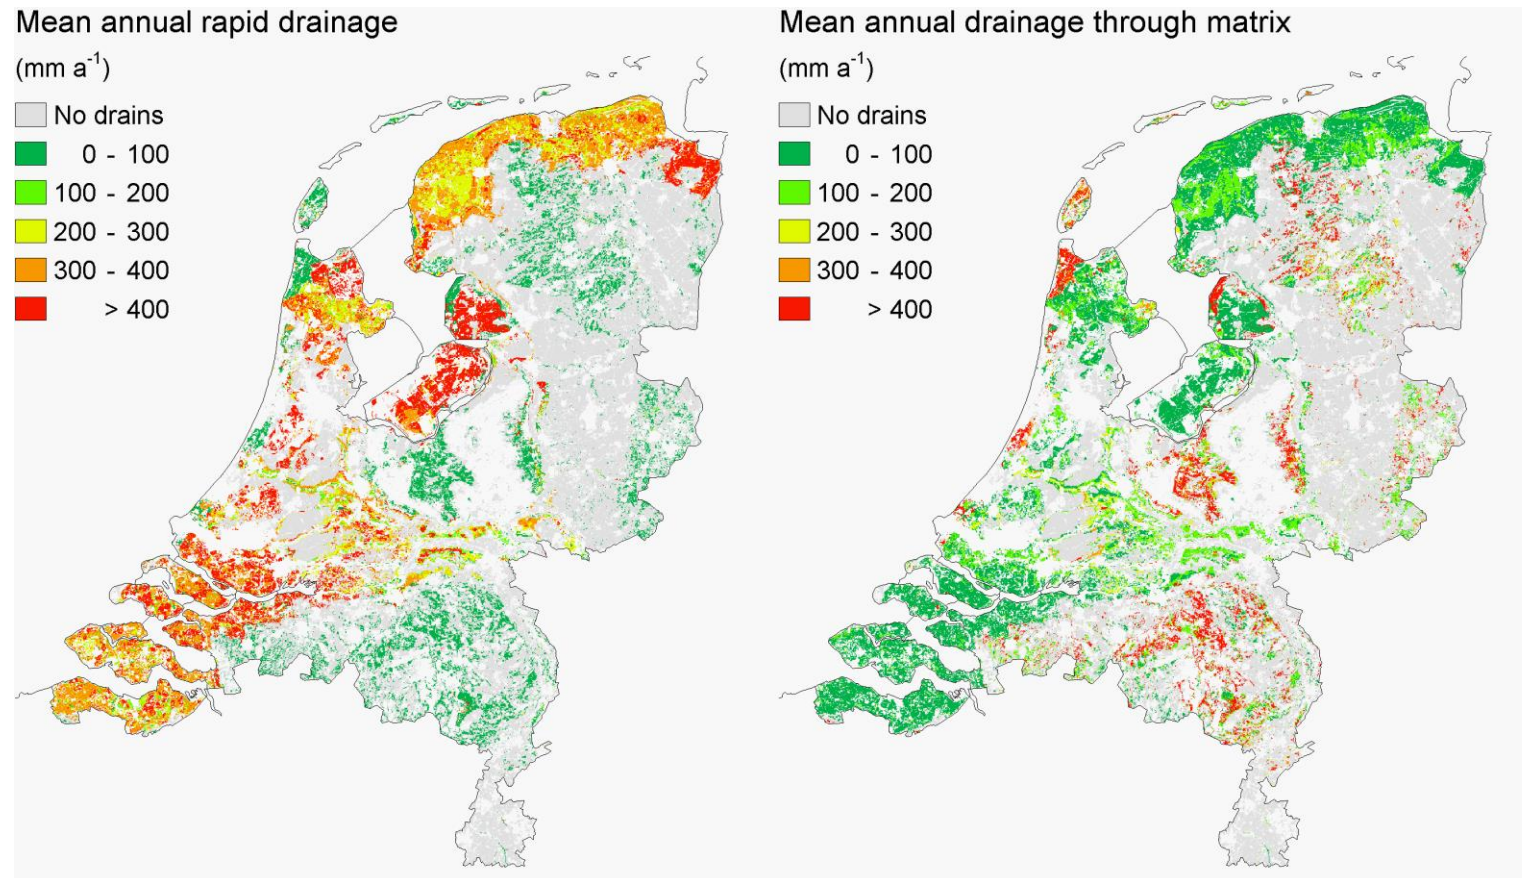 Mean annual rapid drainage
(mm a⁻¹)
No drains
0 - 100
100 - 200
200 - 300
300 - 400
> 400
Mean annual drainage through matrix
(mm a⁻¹)
No drains
0 - 100
100 - 200
200 - 300
300 - 400
> 400